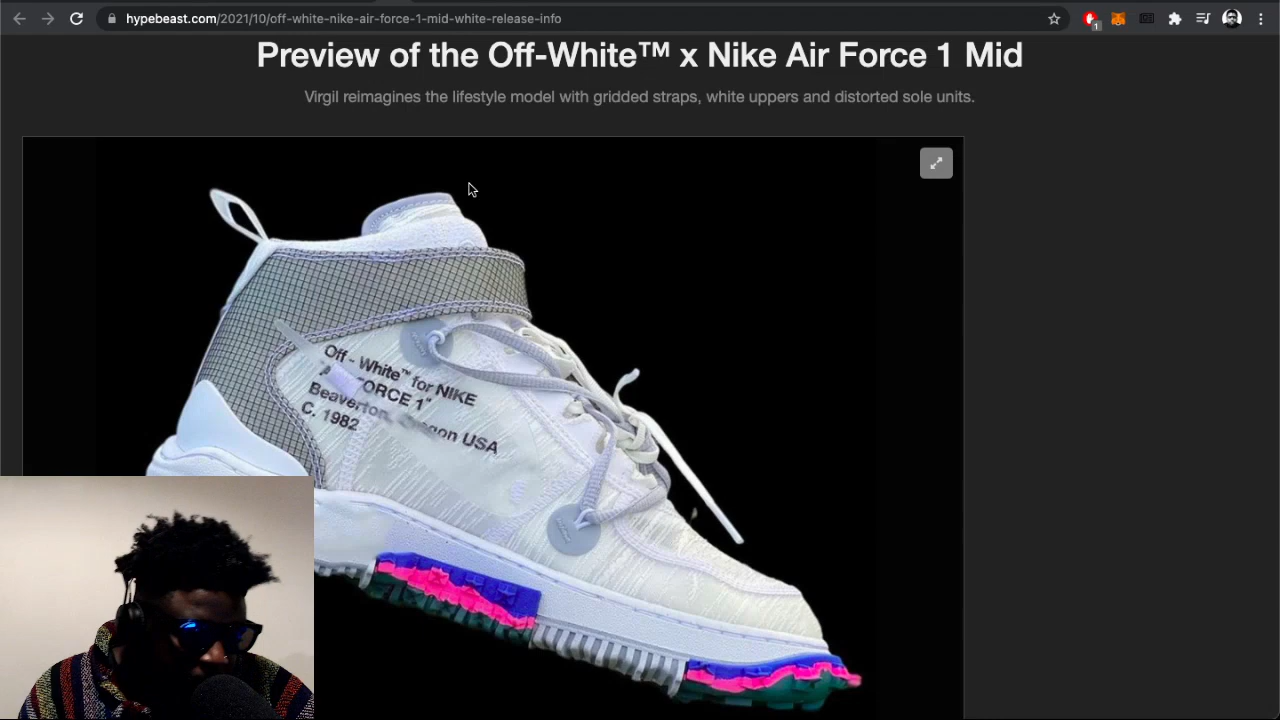 hypebeast.com/2021/10/off-white-nike-air-force-1-mid-white-release-info
1
Preview of the Off-White™ x Nike Air Force 1 Mid
Virgil reimagines the lifestyle model with gridded straps, white uppers and distorted sole units.
Off - White™ for NIKE
FORCE 1"
Beaverton, Oregon USA
C. 1982